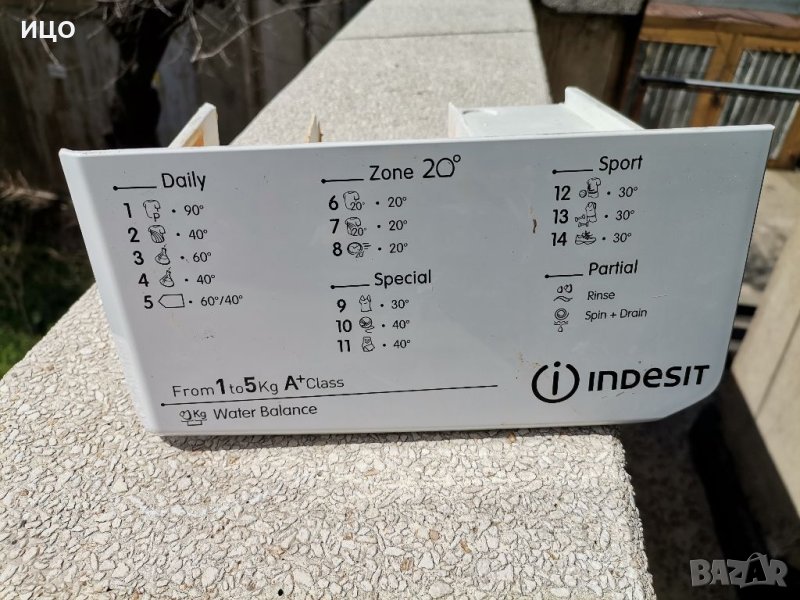 ицо
Daily
1 P • 90°
2 • 40°
3 • 60°
4 • 40°
5 • 60°/40°
Zone 20°
6 20° • 20°
7 20° • 20°
8 • 20°
Special
9 • 30°
10 • 40°
11 • 40°
Sport
12 • 30°
13 • 30°
14 • 30°
Partial
Rinse
Spin + Drain
From 1 to 5 Kg A+ Class
Kg Water Balance
INDESIT
BAZAR